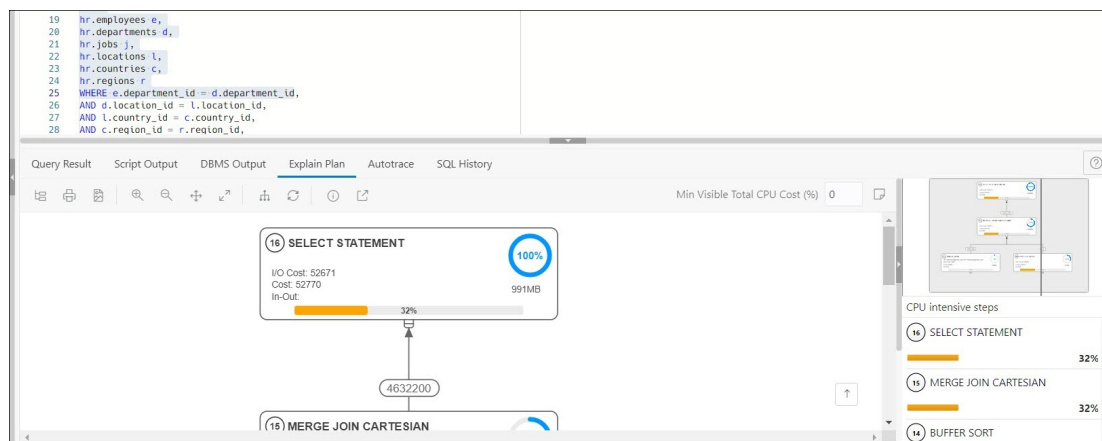 19 hr.employees e,
20 hr.departments d,
21 hr.jobs j,
22 hr.locations l,
23 hr.countries c,
24 hr.regions r
25 WHERE e.department_id = d.department_id,
26 AND d.location_id = l.location_id,
27 AND l.country_id = c.country_id,
28 AND c.region_id = r.region_id,
Query Result Script Output DBMS Output Explain Plan Autotrace SQL History
Min Visible Total CPU Cost (%) 0
16 SELECT STATEMENT
100%
I/O Cost: 52671
Cost: 52770
In-Out:
991MB
32%
4632200
15 MERGE JOIN CARTESIAN
CPU intensive steps
16 SELECT STATEMENT
32%
15 MERGE JOIN CARTESIAN
32%
14 BUFFER SORT